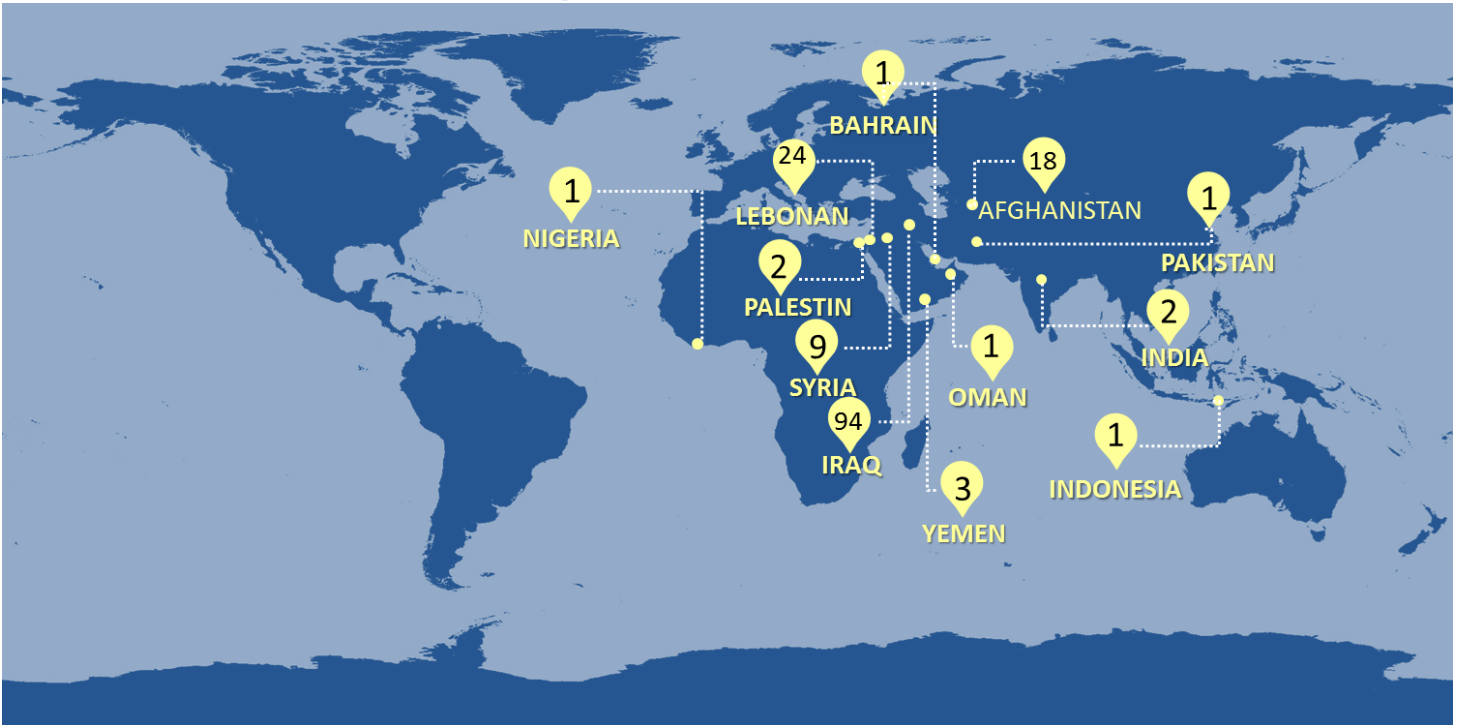 1
BAHRAIN
24
LEBONAN
18
AFGHANISTAN
1
NIGERIA
1
PAKISTAN
2
PALESTIN
2
INDIA
9
SYRIA
1
OMAN
94
IRAQ
1
INDONESIA
3
YEMEN